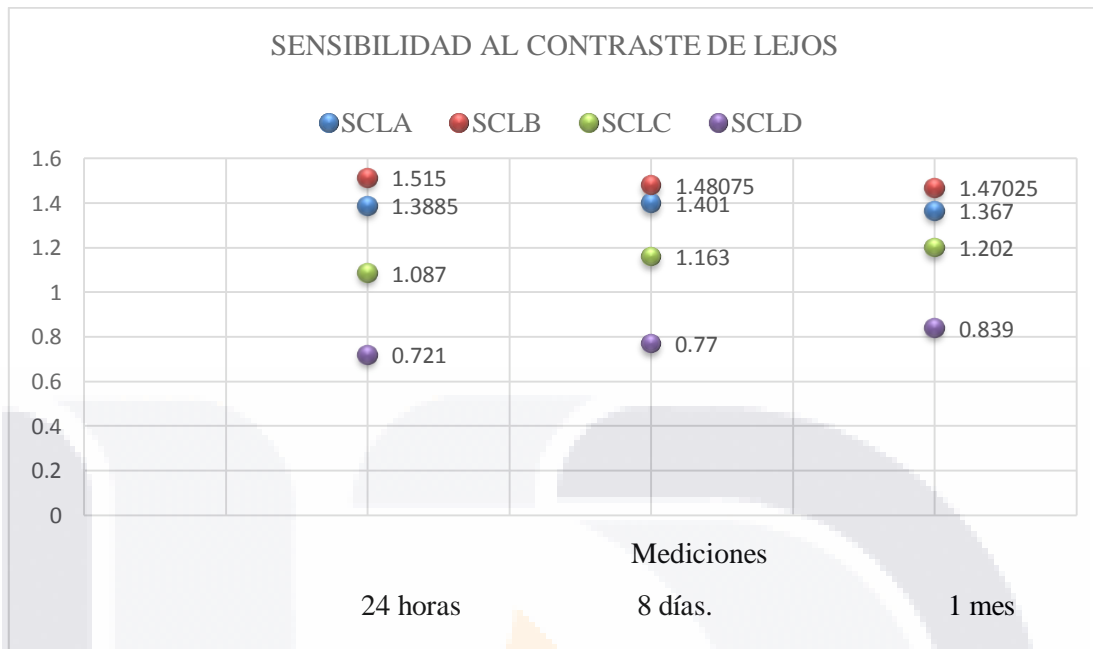 SENSIBILIDAD AL CONTRASTE DE LEJOS
SCLA SCLB SCLC SCLD
1.6
1.4
1.2
1
0.8
0.6
0.4
0.2
0
1.515 1.48075 1.47025
1.3885 1.401 1.367
1.087 1.163 1.202
0.721 0.77 0.839
Mediciones
24 horas 8 días. 1 mes